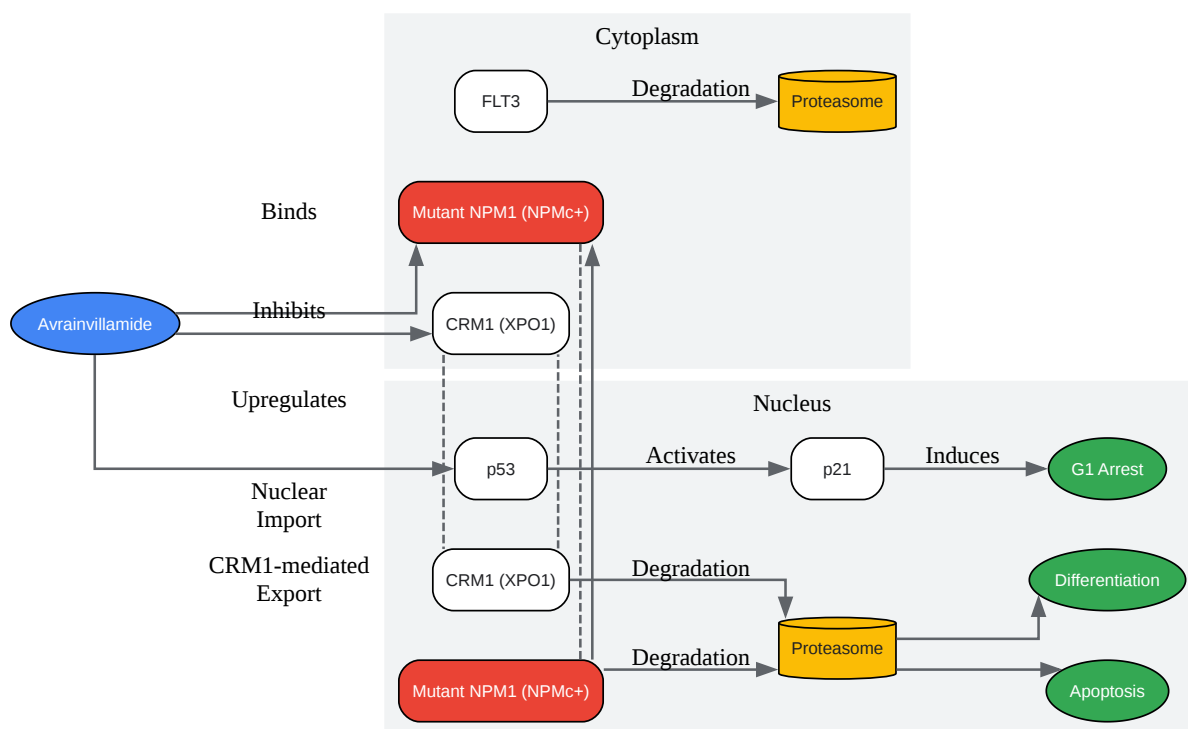 Cytoplasm
FLT3
Degradation
Proteasome
Binds
Mutant NPM1 (NPMc+)
Avrainvillamide
Inhibits
CRM1 (XPO1)
Upregulates
Nucleus
p53
Activates
p21
Induces
G1 Arrest
Nuclear
Import
CRM1-mediated
Export
CRM1 (XPO1)
Degradation
Differentiation
Proteasome
Mutant NPM1 (NPMc+)
Degradation
Apoptosis